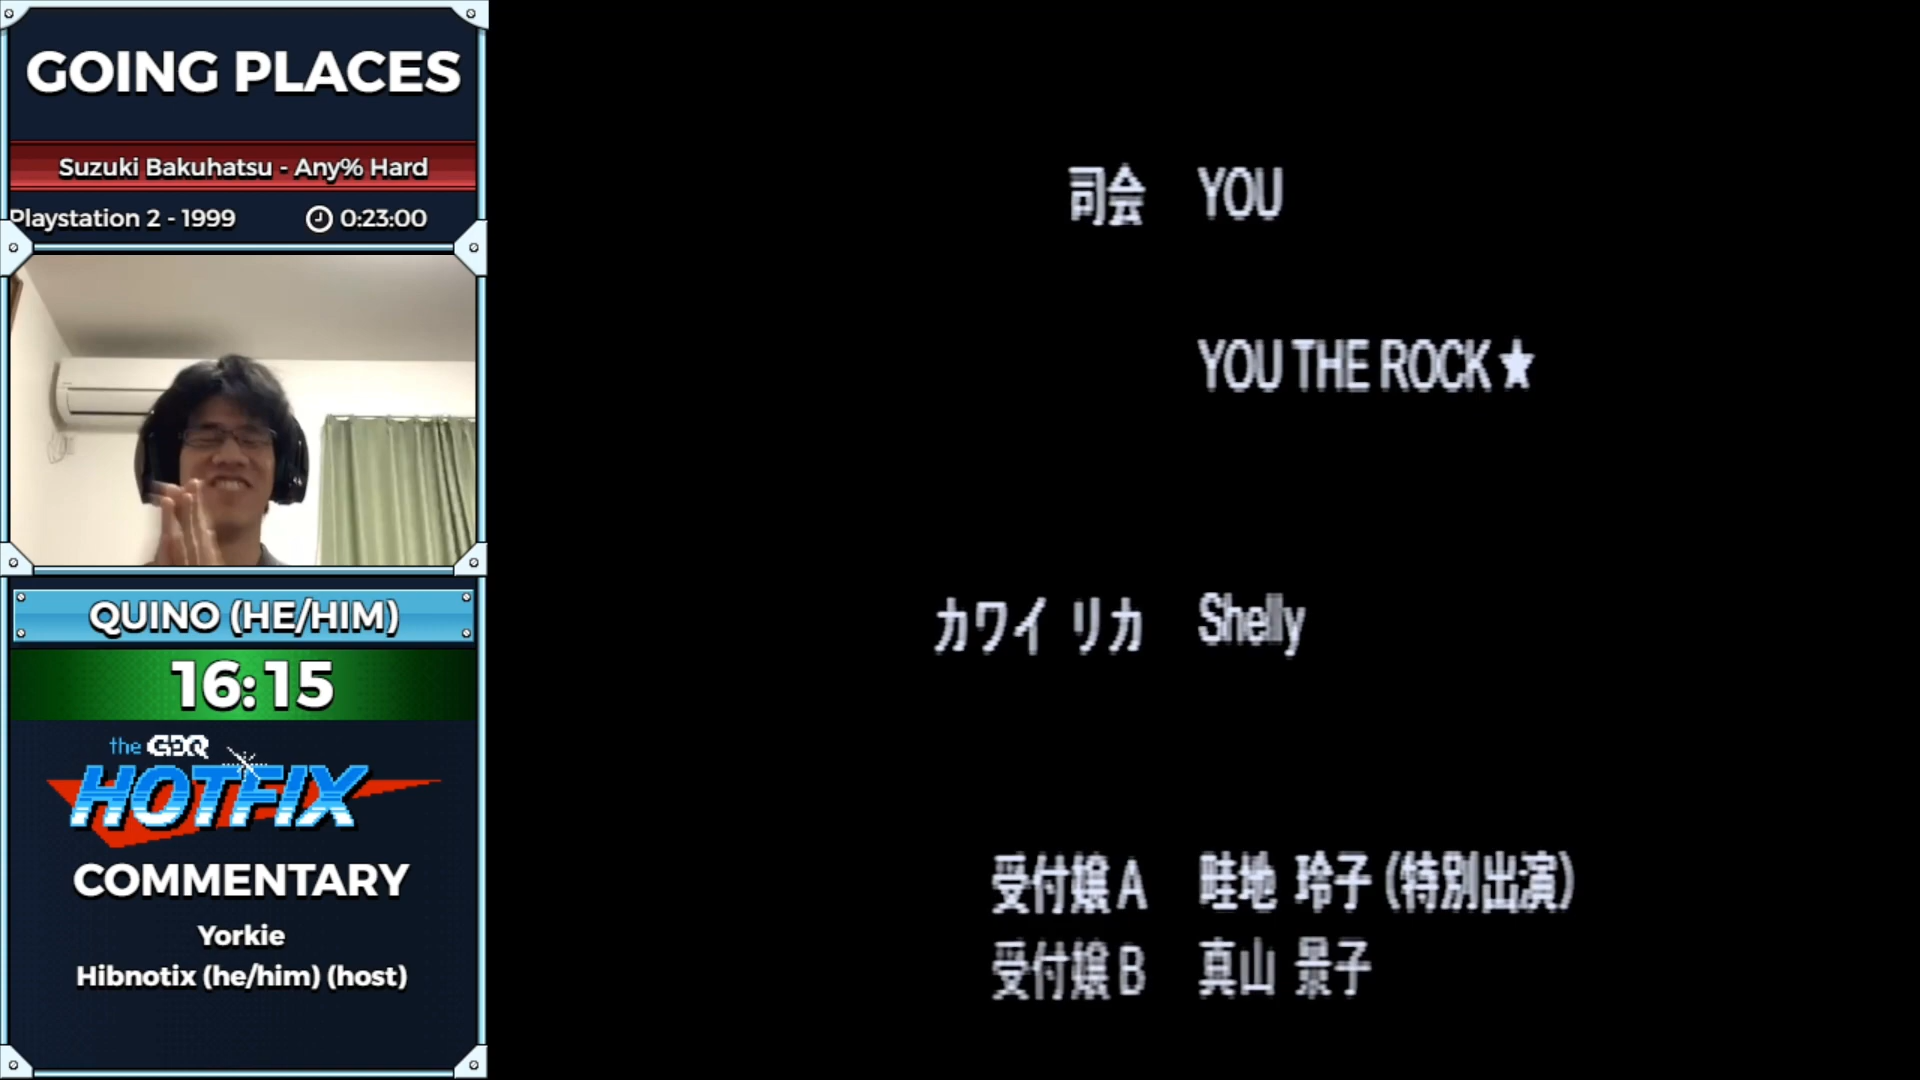 GOING PLACES
Suzuki Bakuhatsu - Any% Hard
Playstation 2 - 1999 0:23:00
QUINO (HE/HIM)
16:15
the GDQ
HOTFIX
COMMENTARY
Yorkie
Hibnotix (he/him) (host)
司会 YOU
YOU THE ROCK★
カワイ リカ Shelly
受付嬢A 畦地 玲子(特別出演)
受付嬢B 真山 景子